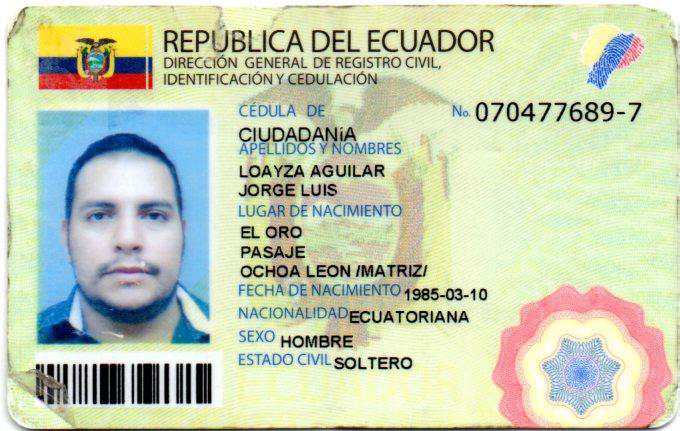 REPÚBLICA DEL ECUADOR
DIRECCIÓN GENERAL DE REGISTRO CIVIL,
IDENTIFICACIÓN Y CEDULACIÓN
CÉDULA DE No. 070477689-7
CIUDADANíA
APELLIDOS Y NOMBRES
LOAYZA AGUILAR
JORGE LUIS
LUGAR DE NACIMIENTO
EL ORO
PASAJE
OCHOA LEON /MATRIZ/
FECHA DE NACIMIENTO 1985-03-10
NACIONALIDAD ECUATORIANA
SEXO HOMBRE
ESTADO CIVIL SOLTERO